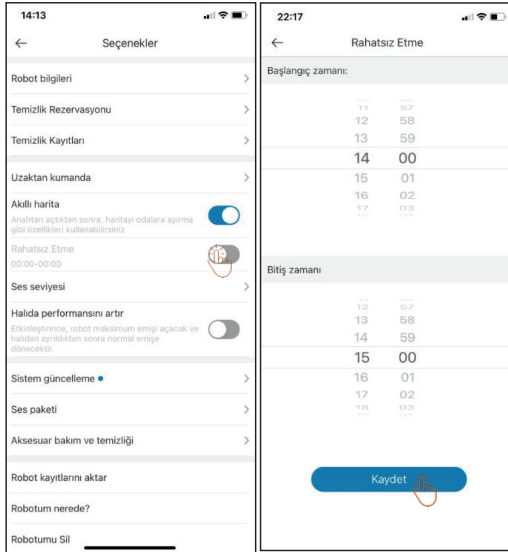 14:13
Seçenekler
Robot bilgileri
Temizlik Rezervasyonu
Temizlik Kayıtları
Uzaktan kumanda
Akıllı harita
Anahtarı açtıktan sonra, haritayı odalara ayırma
gibi özellikleri kullanabilirsiniz
Rahatsız Etme
00:00-00:00
Ses seviyesi
Halıda performansını artır
Etkinleştirince, robot maksimum emişi açacak ve
halıdan ayrıldıktan sonra normal emişe
dönecektir.
Sistem güncelleme
Ses paketi
Aksesuar bakım ve temizliği
Robot kayıtlarını aktar
Robotum nerede?
Robotumu Sil
22:17
Rahatsız Etme
Başlangıç zamanı:
11 57
12 58
13 59
14 00
15 01
16 02
17 03
Bitiş zamanı
12 57
13 58
14 59
15 00
16 01
17 02
18 03
Kaydet